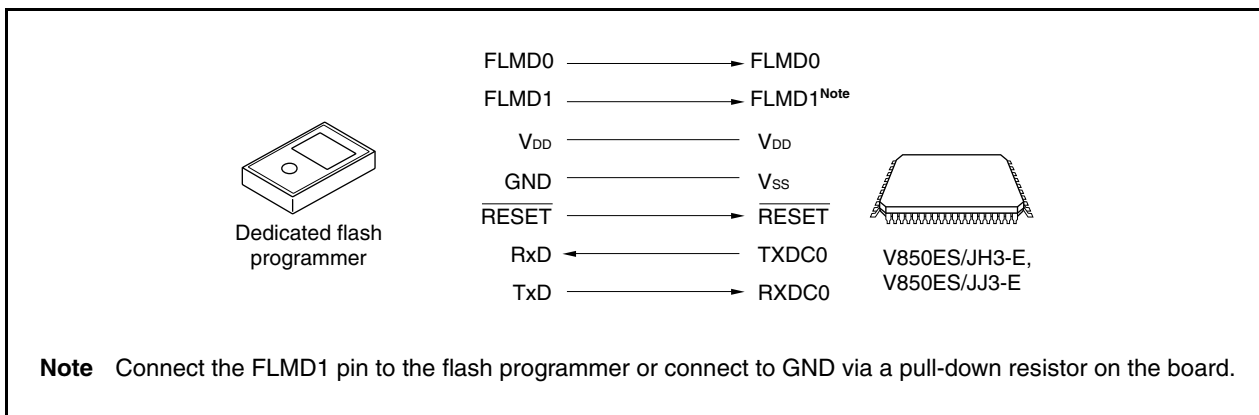 FLMD0 FLMD0
FLMD1 FLMD1Note
VDD VDD
GND VSS
RESET RESET
Dedicated flash
programmer
RxD TXDC0
TxD RXDC0
V850ES/JH3-E,
V850ES/JJ3-E
Note Connect the FLMD1 pin to the flash programmer or connect to GND via a pull-down resistor on the board.